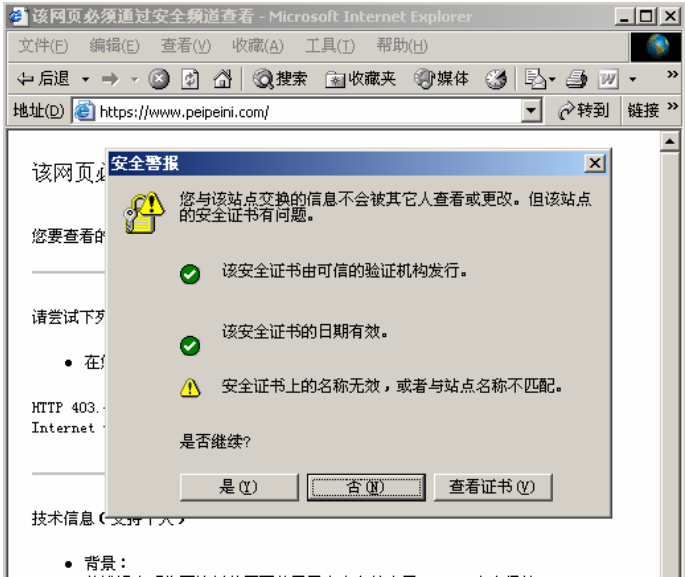 该网页必须通过安全频道查看 - Microsoft Internet Explorer
文件(F) 编辑(E) 查看(V) 收藏(A) 工具(T) 帮助(H)
后退 搜索 收藏夹 媒体 »
地址(D) https://www.peipeini.com/ 转到 链接 »
该网页必
安全警报
您与该站点交换的信息不会被其它人查看或更改。但该站点
的安全证书有问题。
您要查看的
该安全证书由可信的验证机构发行。
请尝试下列
该安全证书的日期有效。
• 在您
安全证书上的名称无效，或者与站点名称不匹配。
HTTP 403.
Internet
是否继续?
是(Y) 否(N) 查看证书(V)
技术信息
• 背景：